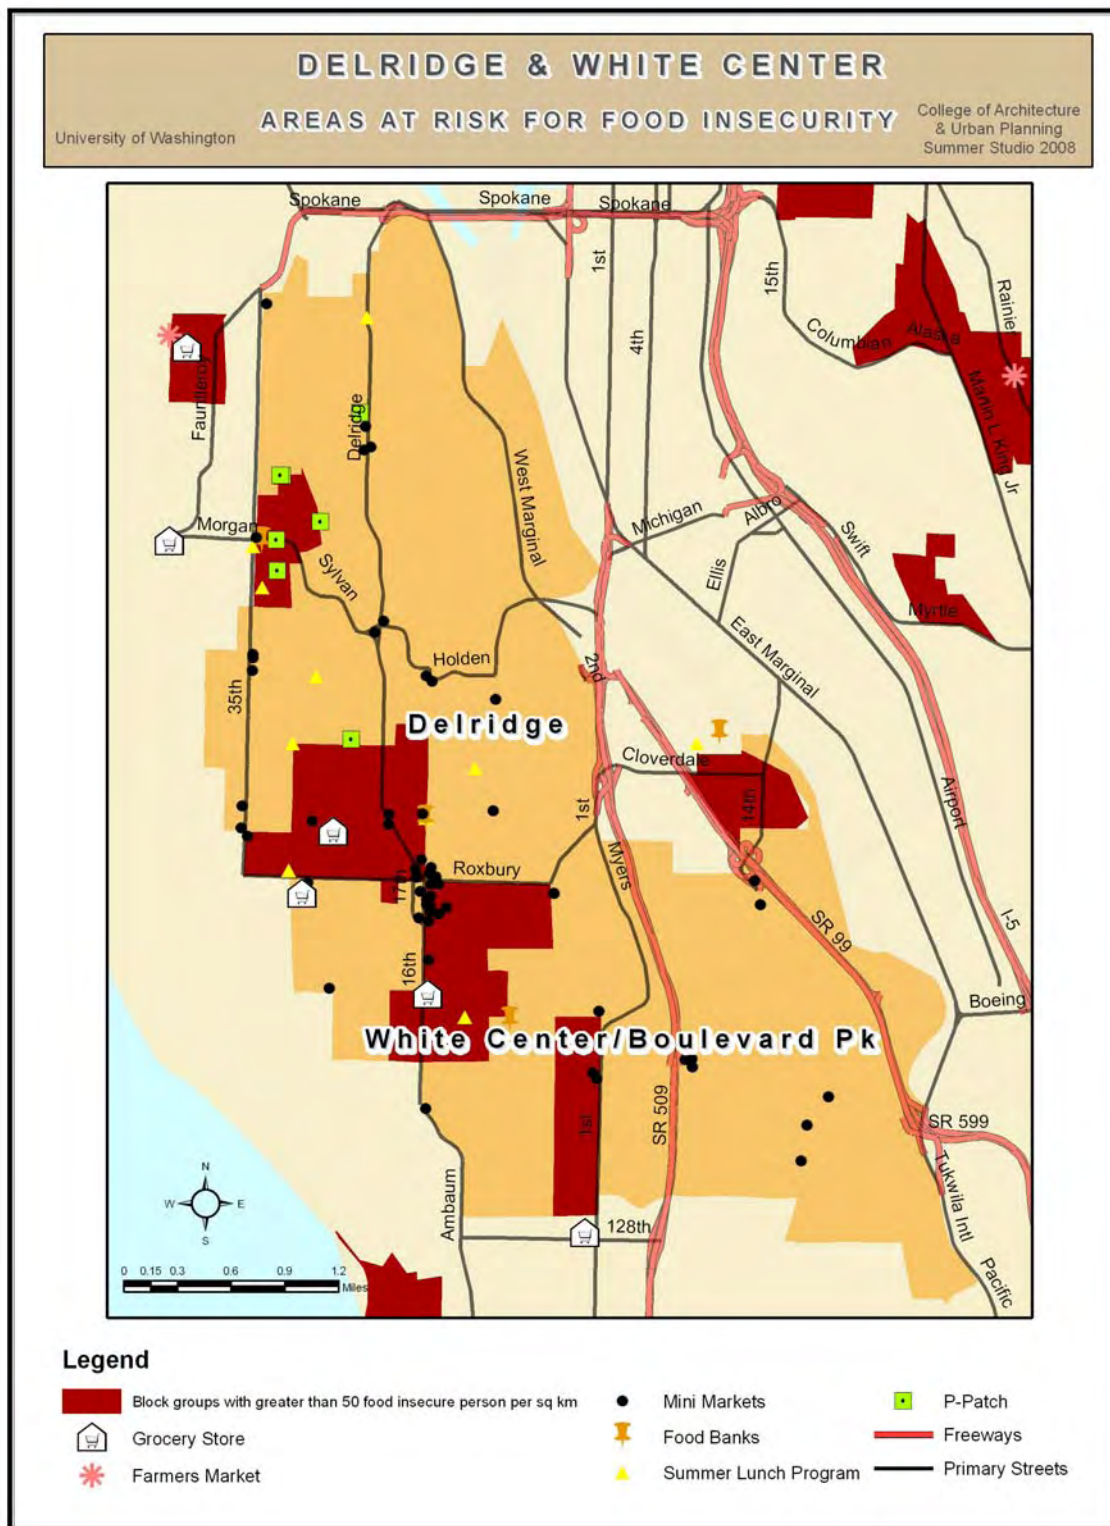 DELRIDGE & WHITE CENTER
AREAS AT RISK FOR FOOD INSECURITY
University of Washington
College of Architecture
& Urban Planning
Summer Studio 2008
Spokane
Spokane
Spokane
1st
4th
15th
Rainier
Columbian
Alaska
Martin L King Jr
Fauntleroy
Delridge
West Marginal
Morgan
Sylvan
Michigan
Albro
Swift
Ellis
Myrtle
East Marginal
Holden
2nd
35th
Delridge
Cloverdale
14th
Airport
1st
Myers
Roxbury
17th
SR 99
I-5
16th
Boeing
White Center/Boulevard Pk
1st
SR 509
SR 599
Tukwila Intl
Ambaum
128th
Pacific
N
W
E
S
0 0.15 0.3 0.6 0.9 1.2
Miles
Legend
Block groups with greater than 50 food insecure person per sq km
Grocery Store
Farmers Market
Mini Markets
Food Banks
Summer Lunch Program
P-Patch
Freeways
Primary Streets